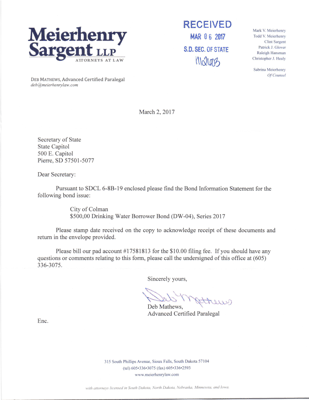 Meierhenry
Sargent LLP
ATTORNEYS AT LAW
RECEIVED
MAR 06 2017
S.D. SEC. OF STATE
Mark V. Meierhenry
Todd V. Meierhenry
Clint Sargent
Patrick J. Glover
Raleigh Hansman
Christopher J. Healy
Sabrina Meierhenry
Of Counsel
DEB MATHEWS, Advanced Certified Paralegal
deb@meierhenrylaw.com
March 2, 2017
Secretary of State
State Capitol
500 E. Capitol
Pierre, SD 57501-5077
Dear Secretary:
Pursuant to SDCL 6-8B-19 enclosed please find the Bond Information Statement for the
following bond issue:
City of Colman
$500,00 Drinking Water Borrower Bond (DW-04), Series 2017
Please stamp date received on the copy to acknowledge receipt of these documents and
return in the envelope provided.
Please bill our pad account #17581813 for the $10.00 filing fee. If you should have any
questions or comments relating to this form, please call the undersigned of this office at (605)
336-3075.
Sincerely yours,
Deb Mathews
Deb Mathews,
Advanced Certified Paralegal
Enc.
315 South Phillips Avenue, Sioux Falls, South Dakota 57104
(tel) 605•336•3075 (fax) 605•336•2593
www.meierhenrylaw.com
with attorneys licensed in South Dakota, North Dakota, Nebraska, Minnesota, and Iowa